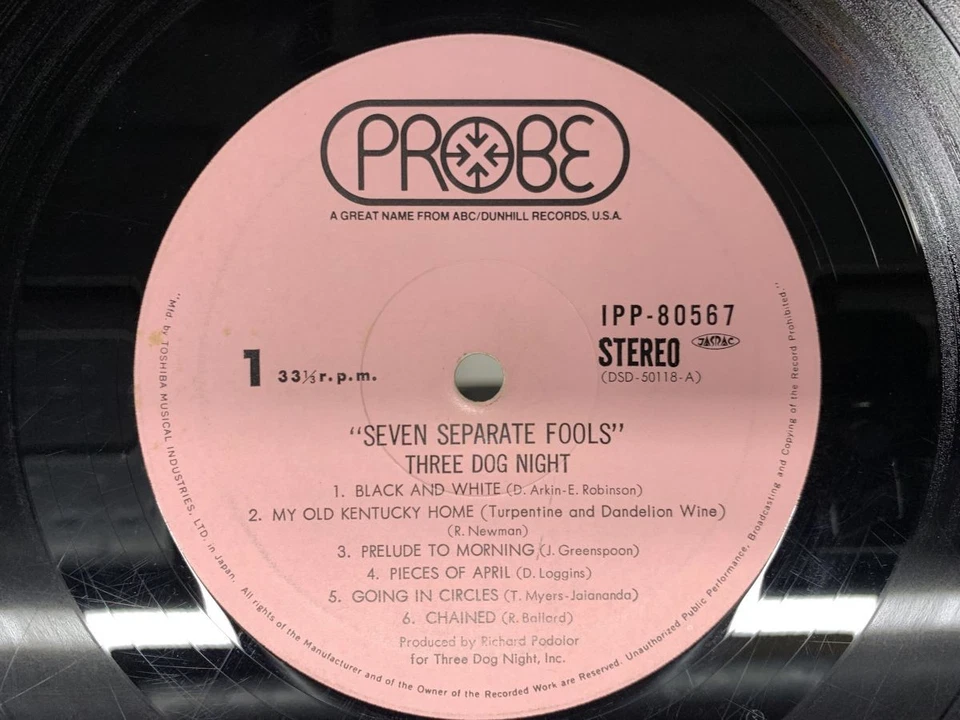 PROBE
A GREAT NAME FROM ABC/DUNHILL RECORDS, U.S.A.
IPP-80567
STEREO JASRAC
(DSD-50118-A)
1 33⅓ r.p.m.
"SEVEN SEPARATE FOOLS"
THREE DOG NIGHT
1. BLACK AND WHITE (D. Arkin-E. Robinson)
2. MY OLD KENTUCKY HOME (Turpentine and Dandelion Wine)
(R. Newman)
3. PRELUDE TO MORNING (J. Greenspoon)
4. PIECES OF APRIL (D. Loggins)
5. GOING IN CIRCLES (T. Myers-Jaiananda)
6. CHAINED (R. Ballard)
Produced by Richard Podolor
for Three Dog Night, Inc.
"Mfd. by TOSHIBA MUSICAL INDUSTRIES, LTD. in Japan. All rights of the Manufacturer and of the Owner of the Recorded Work are Reserved. Unauthorized Public Performance, Broadcasting and Copying of the Record Prohibited."